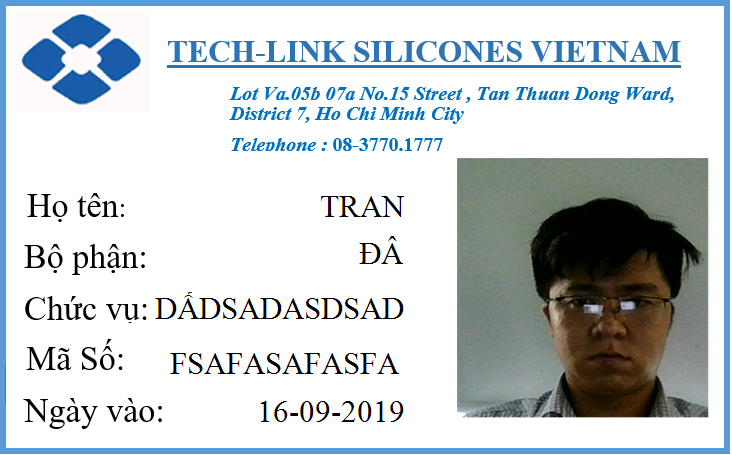 TECH-LINK SILICONES VIETNAM
Lot Va.05b 07a No.15 Street , Tan Thuan Dong Ward,
District 7, Ho Chi Minh City
Telephone : 08-3770.1777
Họ tên: TRAN
Bộ phận: ĐÂ
Chức vụ: DẤDSADASDSAD
Mã Số: FSAFASAFASFA
Ngày vào: 16-09-2019